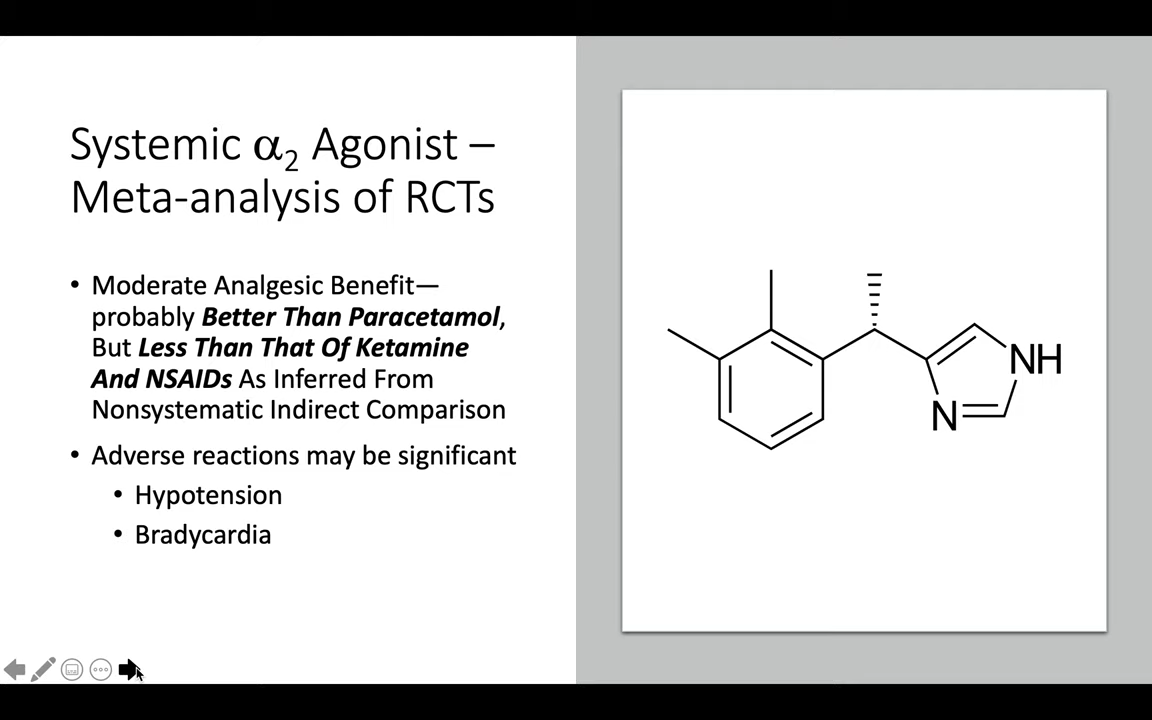 Systemic α₂ Agonist –
Meta-analysis of RCTs
• Moderate Analgesic Benefit—
probably Better Than Paracetamol,
But Less Than That Of Ketamine
And NSAIDs As Inferred From
Nonsystematic Indirect Comparison
• Adverse reactions may be significant
• Hypotension
• Bradycardia
NH
N